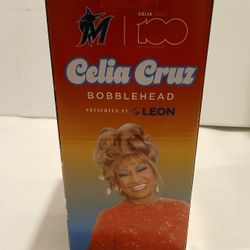 CELIA CRUZ
100
Celia Cruz
BOBBLEHEAD
PRESENTED BY LEON